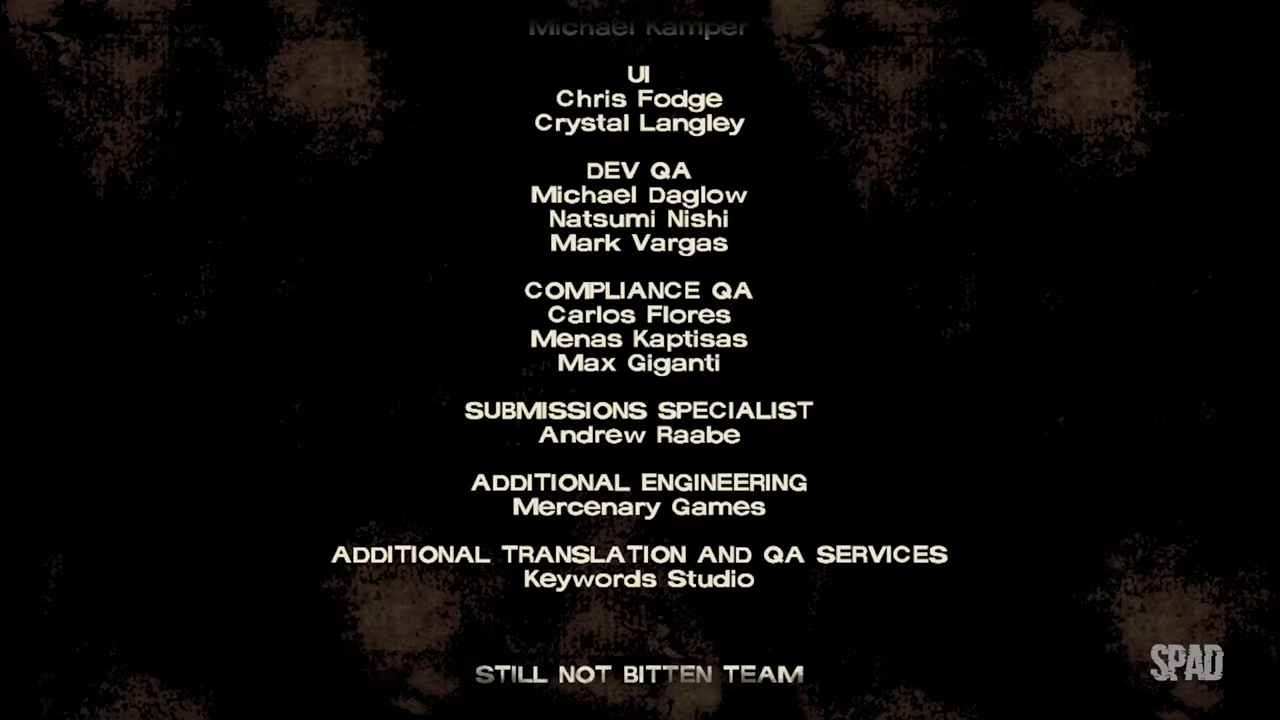 Michael Kamper
UI
Chris Fodge
Crystal Langley
DEV QA
Michael Daglow
Natsumi Nishi
Mark Vargas
COMPLIANCE QA
Carlos Flores
Menas Kaptisas
Max Giganti
SUBMISSIONS SPECIALIST
Andrew Raabe
ADDITIONAL ENGINEERING
Mercenary Games
ADDITIONAL TRANSLATION AND QA SERVICES
Keywords Studio
STILL NOT BITTEN TEAM
SPAD